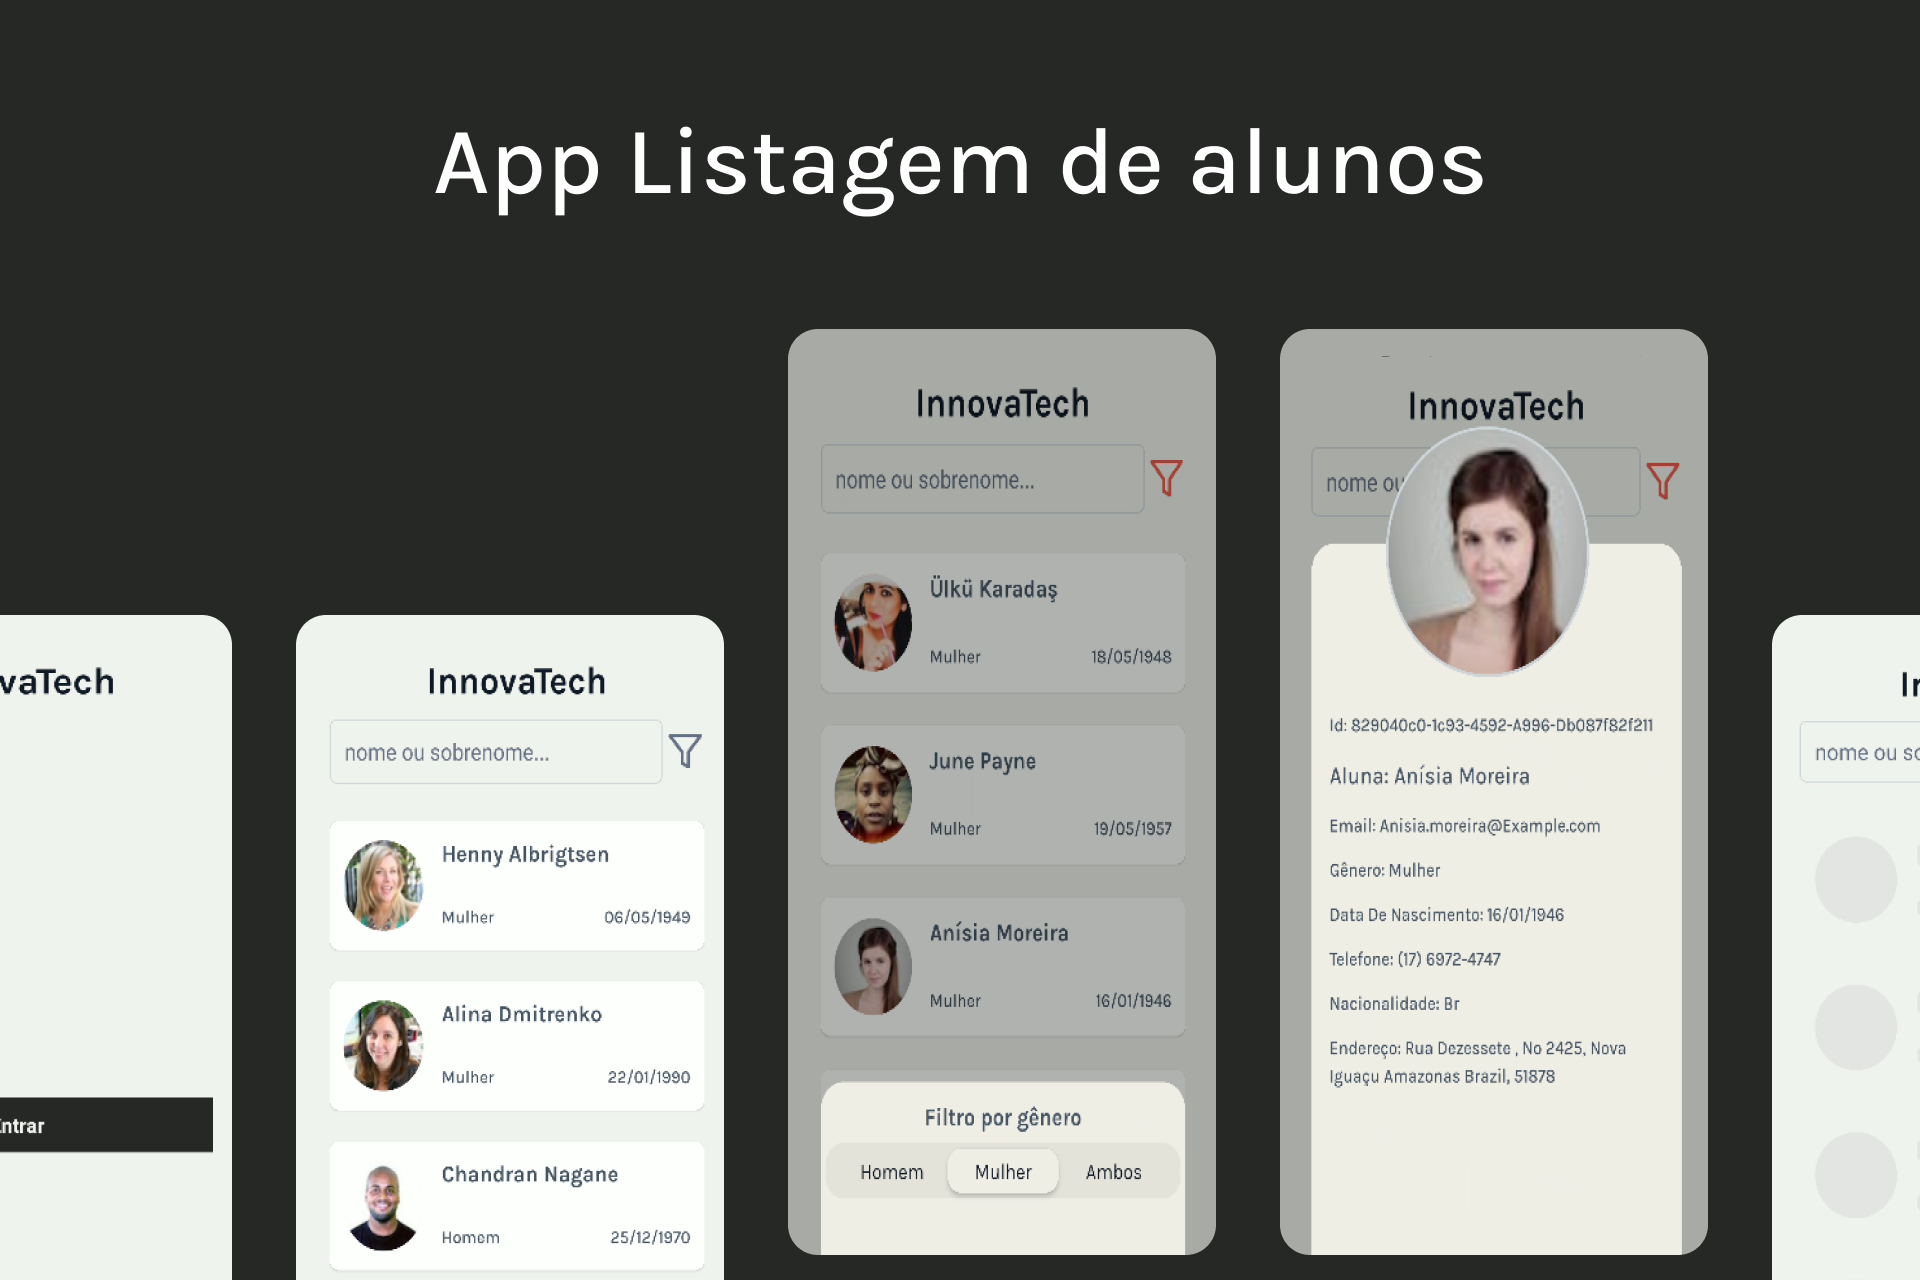 App Listagem de alunos
vaTech
Entrar
InnovaTech
nome ou sobrenome...
Henny Albrigtsen
Mulher 06/05/1949
Alina Dmitrenko
Mulher 22/01/1990
Chandran Nagane
Homem 25/12/1970
InnovaTech
nome ou sobrenome...
Ülkü Karadaş
Mulher 18/05/1948
June Payne
Mulher 19/05/1957
Anísia Moreira
Mulher 16/01/1946
Filtro por gênero
Homem Mulher Ambos
InnovaTech
nome ou
Id: 829040c0-1c93-4592-A996-Db087f82f211
Aluna: Anísia Moreira
Email: Anisia.moreira@Example.com
Gênero: Mulher
Data De Nascimento: 16/01/1946
Telefone: (17) 6972-4747
Nacionalidade: Br
Endereço: Rua Dezessete , No 2425, Nova
Iguaçu Amazonas Brazil, 51878
In
nome ou so